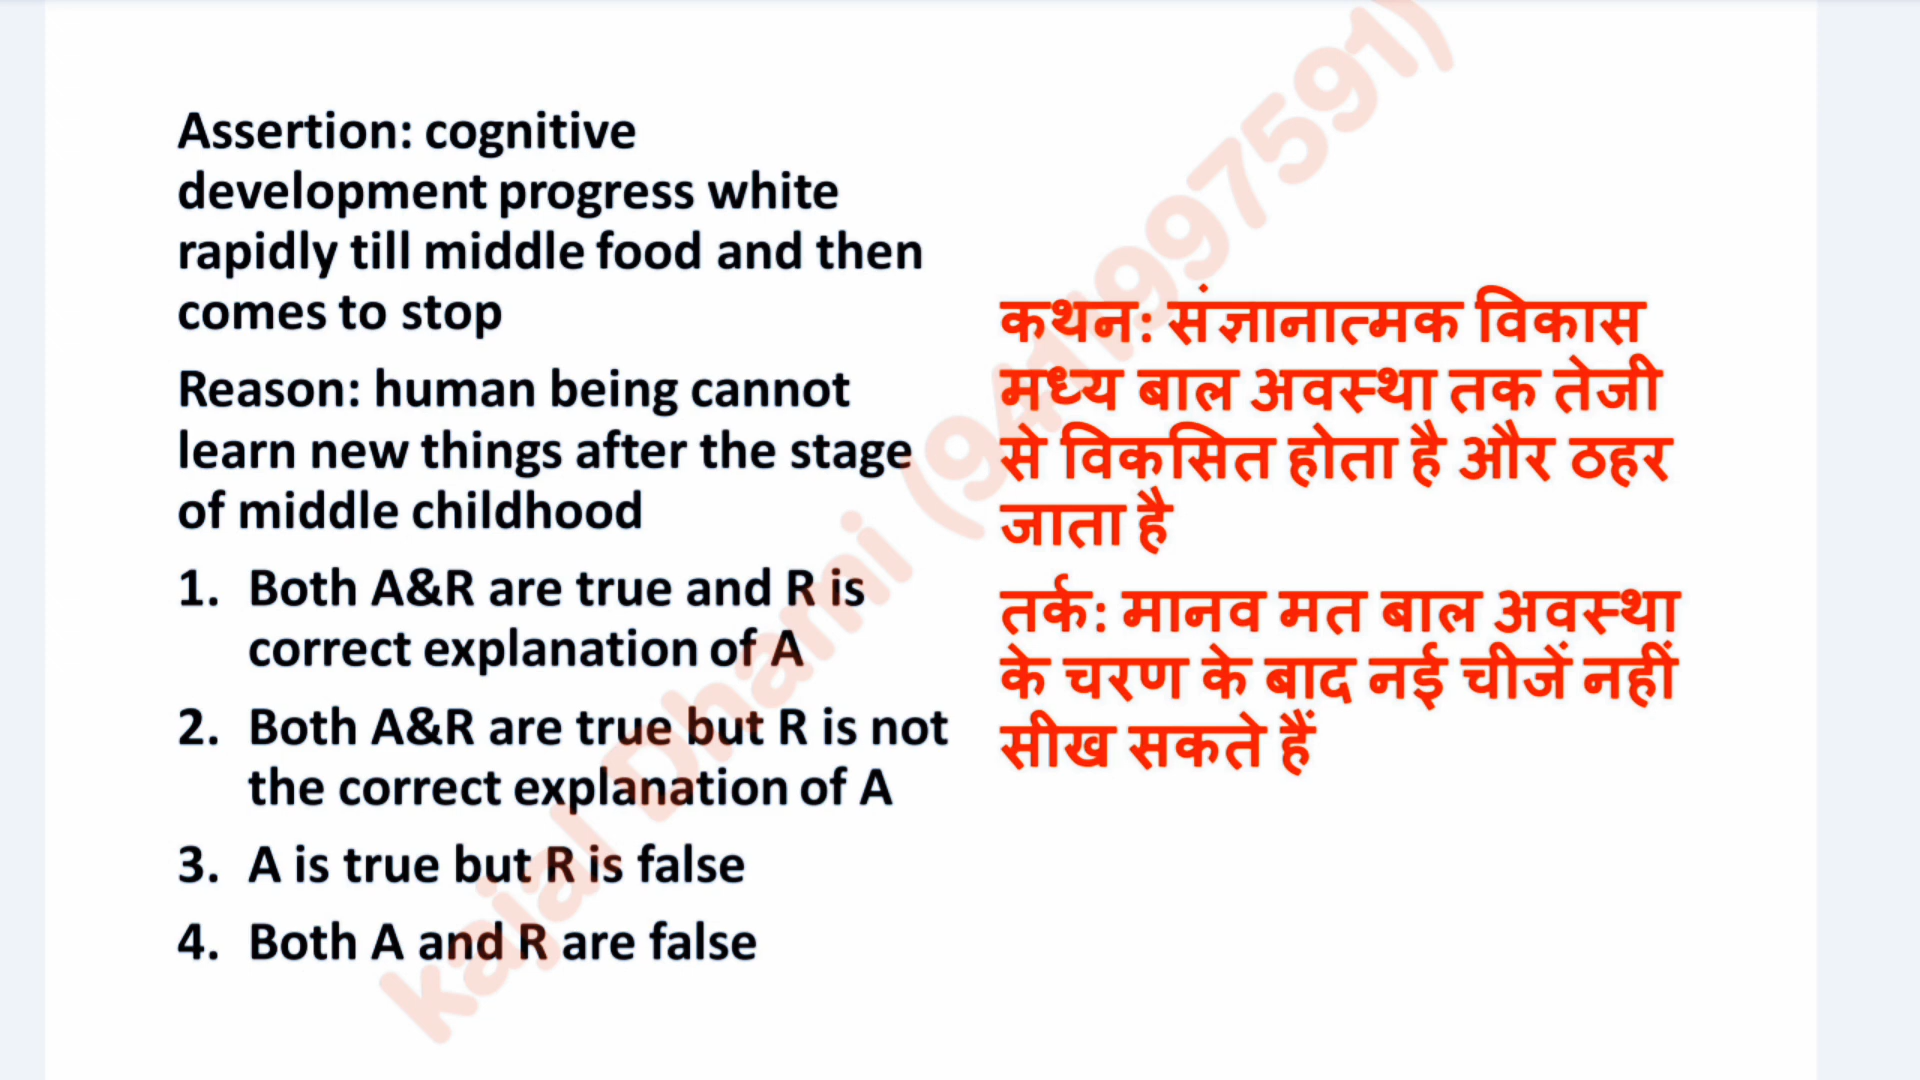 Assertion: cognitive
development progress white
rapidly till middle food and then
comes to stop
Reason: human being cannot
learn new things after the stage
of middle childhood
1. Both A&R are true and R is
correct explanation of A
2. Both A&R are true but R is not
the correct explanation of A
3. A is true but R is false
4. Both A and R are false
कथन: संज्ञानात्मक विकास
मध्य बाल अवस्था तक तेजी
से विकसित होता है और ठहर
जाता है
तर्क: मानव मत बाल अवस्था
के चरण के बाद नई चीजें नहीं
सीख सकते हैं
kajal Dhami (9411997591)